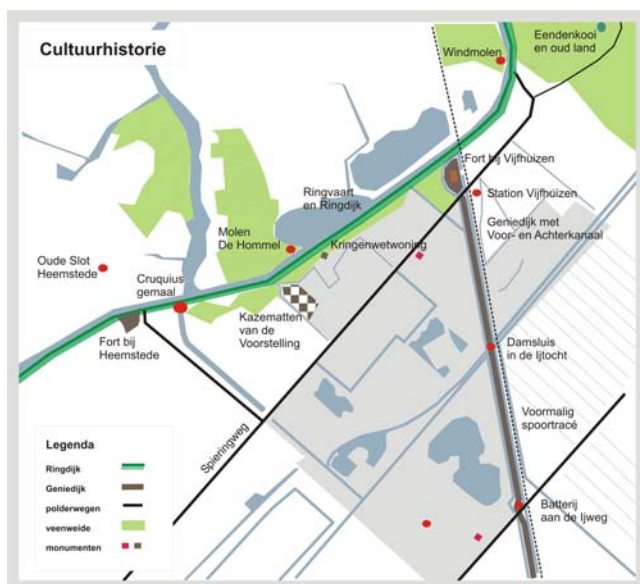 Cultuurhistorie
Windmolen
Eendenkooi
en oud land
Fort bij Vijfhuizen
Station Vijfhuizen
Ringvaart
en Ringdijk
Geniedijk met
Voor- en Achterkanaal
Molen
De Hommel
Kringenwetwoning
Oude Slot
Heemstede
Cruquius
gemaal
Kazematten
van de
Voorstelling
Fort bij
Heemstede
Damsluis
in de Ijtocht
Voormalig
spoortracé
Spieringweg
Batterij
aan de Ijweg
Legenda
Ringdijk
Geniedijk
polderwegen
veenweide
monumenten